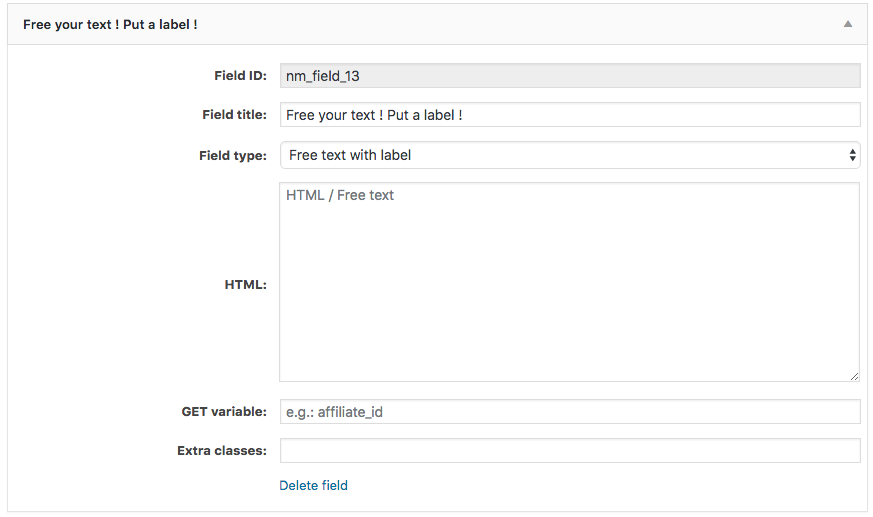 Free your text ! Put a label !
Field ID: nm_field_13
Field title: Free your text ! Put a label !
Field type: Free text with label
HTML / Free text
HTML:
GET variable: e.g.: affiliate_id
Extra classes:
Delete field